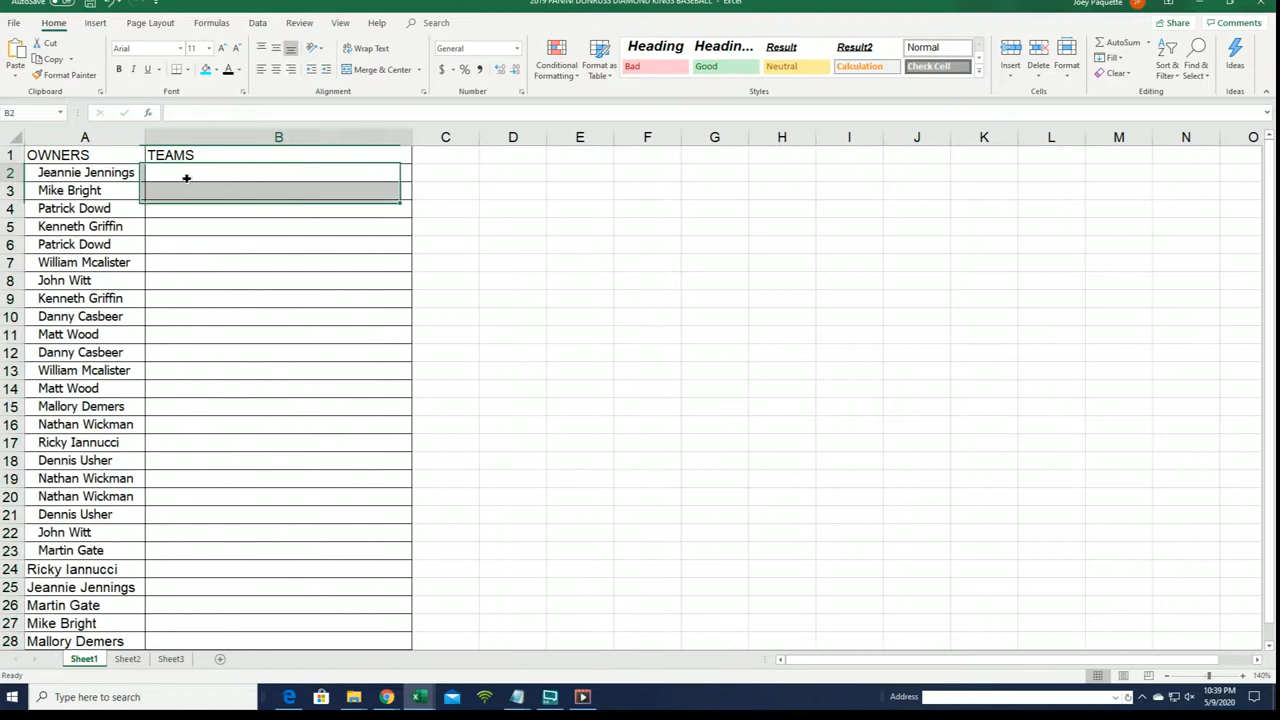 AutoSave
2019 PANINI DONRUSS DIAMOND KINGS BASEBALL - Excel
Joey Paquette
JP
File Home Insert Page Layout Formulas Data Review View Help Search Share Comments
Paste
Cut
Copy
Format Painter
Clipboard
Arial 11
B I U
Font
Wrap Text
Merge & Center
Alignment
General
$ % ,
Number
Conditional Formatting
Format as Table
Heading Headin... Result Result2 Normal
Bad Good Neutral Calculation Check Cell
Styles
Insert Delete Format
Cells
AutoSum
Fill
Clear
Sort & Filter
Find & Select
Editing
Ideas
Ideas
B2 fx
A B C D E F G H I J K L M N O
1 OWNERS TEAMS
2 Jeannie Jennings
3 Mike Bright
4 Patrick Dowd
5 Kenneth Griffin
6 Patrick Dowd
7 William Mcalister
8 John Witt
9 Kenneth Griffin
10 Danny Casbeer
11 Matt Wood
12 Danny Casbeer
13 William Mcalister
14 Matt Wood
15 Mallory Demers
16 Nathan Wickman
17 Ricky Iannucci
18 Dennis Usher
19 Nathan Wickman
20 Nathan Wickman
21 Dennis Usher
22 John Witt
23 Martin Gate
24 Ricky Iannucci
25 Jeannie Jennings
26 Martin Gate
27 Mike Bright
28 Mallory Demers
Sheet1 Sheet2 Sheet3
Ready
140%
Type here to search
Address
10:39 PM
5/9/2020